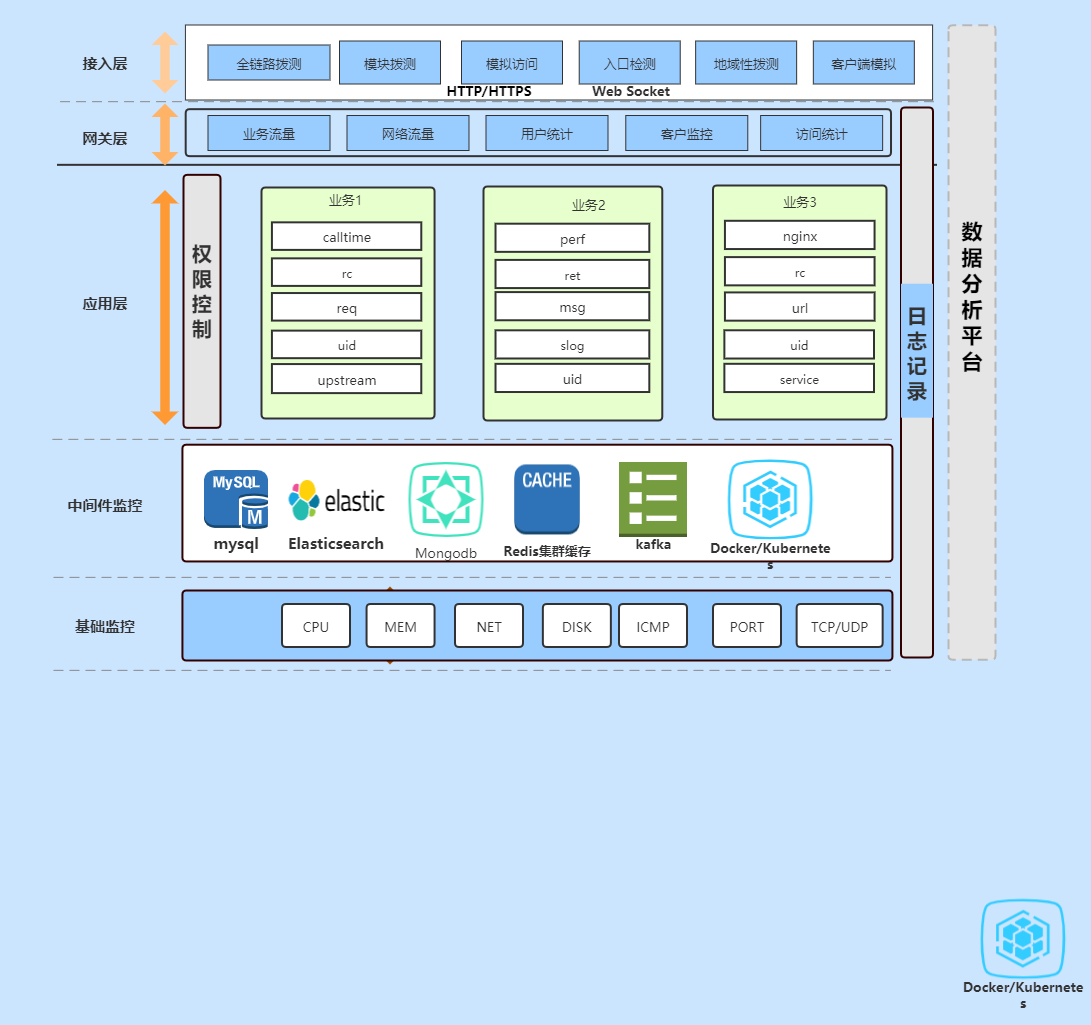 接入层
全链路拨测
模块拨测
模拟访问
入口检测
地域性拨测
客户端模拟
HTTP/HTTPS
Web Socket
网关层
业务流量
网络流量
用户统计
客户监控
访问统计
应用层
权限控制
业务1
calltime
rc
req
uid
upstream
业务2
perf
ret
msg
slog
uid
业务3
nginx
rc
url
uid
service
日志记录
数据分析平台
中间件监控
MySQL
M
mysql
elastic
Elasticsearch
Mongodb
CACHE
Redis集群缓存
kafka
Docker/Kubernete
s
基础监控
CPU
MEM
NET
DISK
ICMP
PORT
TCP/UDP
Docker/Kubernete
s